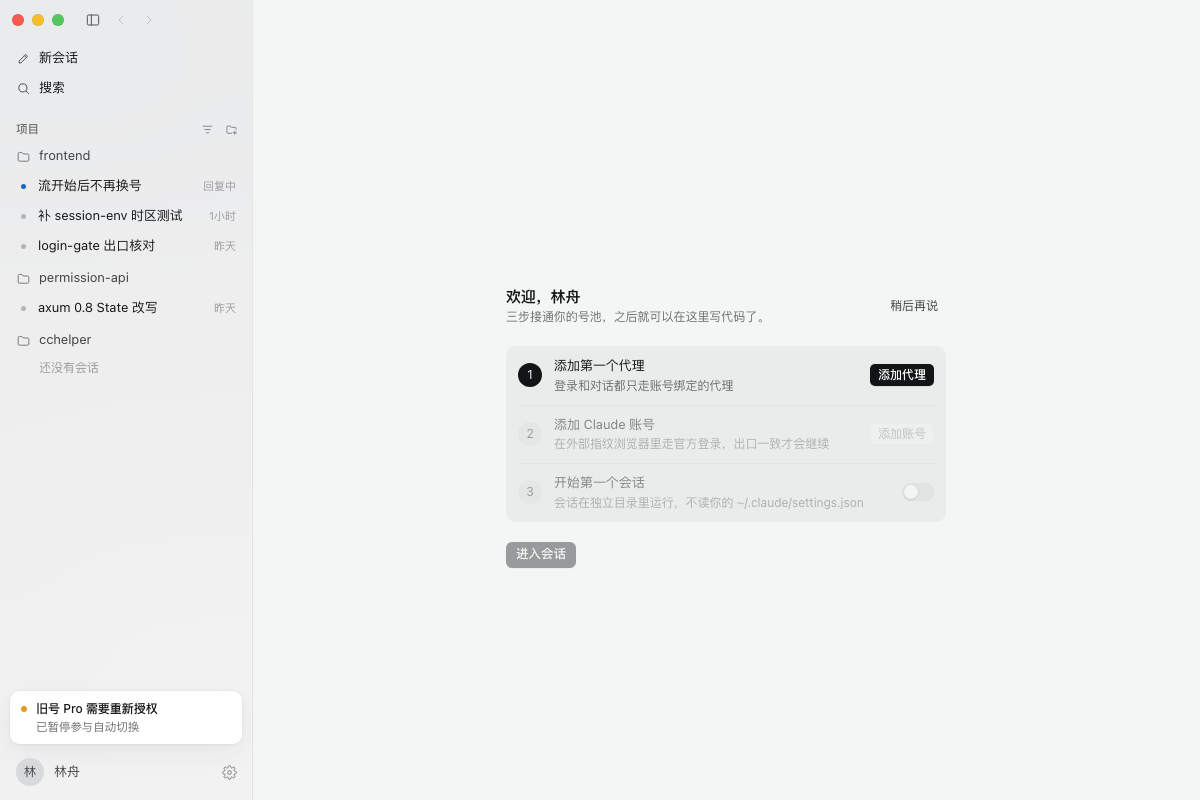 新会话
搜索
项目
frontend
流开始后不再换号 回复中
补 session-env 时区测试 1小时
login-gate 出口核对 昨天
permission-api
axum 0.8 State 改写 昨天
cchelper
还没有会话
旧号 Pro 需要重新授权
已暂停参与自动切换
林 林舟
欢迎，林舟
三步接通你的号池，之后就可以在这里写代码了。
稍后再说
1 添加第一个代理
登录和对话都只走账号绑定的代理
添加代理
2 添加 Claude 账号
在外部指纹浏览器里走官方登录，出口一致才会继续
添加账号
3 开始第一个会话
会话在独立目录里运行，不读你的 ~/.claude/settings.json
进入会话